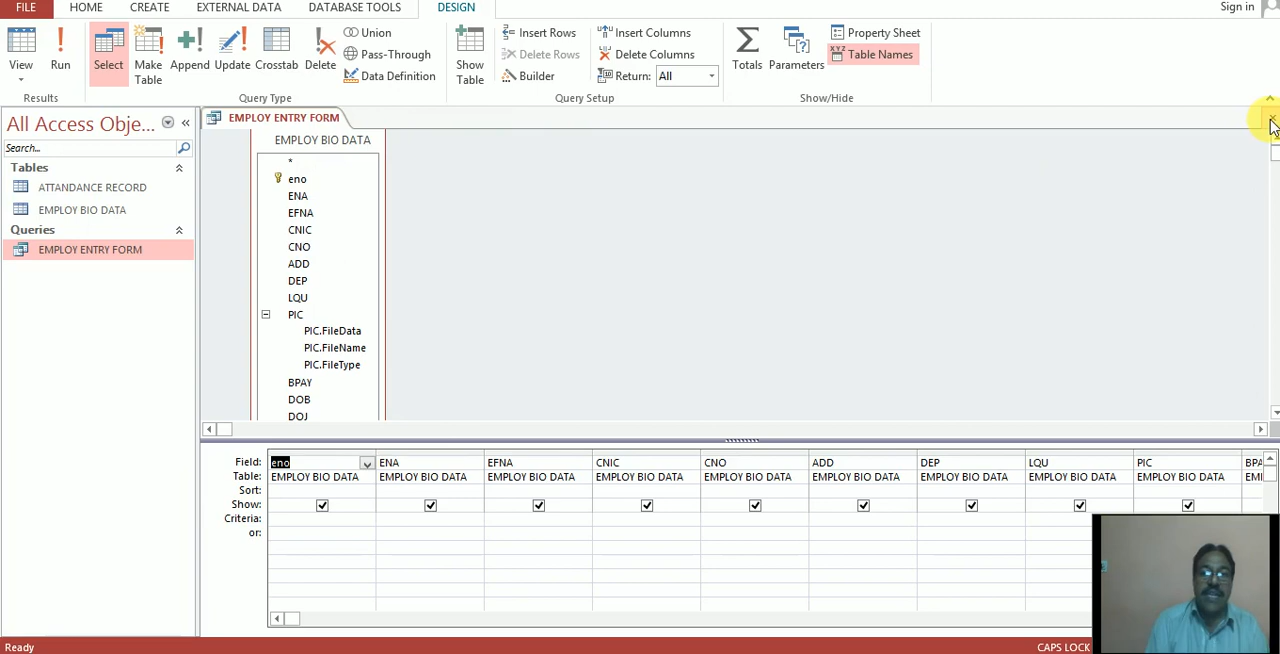 FILE HOME CREATE EXTERNAL DATA DATABASE TOOLS DESIGN Sign in
View
Run
Select
Make Table
Append
Update
Crosstab
Delete
Union
Pass-Through
Data Definition
Show Table
Insert Rows
Delete Rows
Builder
Insert Columns
Delete Columns
Return: All
Totals
Parameters
Property Sheet
XYZ Table Names
Results Query Type Query Setup Show/Hide
All Access Obje...
Search...
Tables
ATTANDANCE RECORD
EMPLOY BIO DATA
Queries
EMPLOY ENTRY FORM
EMPLOY ENTRY FORM
EMPLOY BIO DATA
*
eno
ENA
EFNA
CNIC
CNO
ADD
DEP
LQU
PIC
PIC.FileData
PIC.FileName
PIC.FileType
BPAY
DOB
DOJ
Field: eno ENA EFNA CNIC CNO ADD DEP LQU PIC
Table: EMPLOY BIO DATA EMPLOY BIO DATA EMPLOY BIO DATA EMPLOY BIO DATA EMPLOY BIO DATA EMPLOY BIO DATA EMPLOY BIO DATA EMPLOY BIO DATA EMPLOY BIO DATA
Sort:
Show:
Criteria:
or:
Ready CAPS LOCK